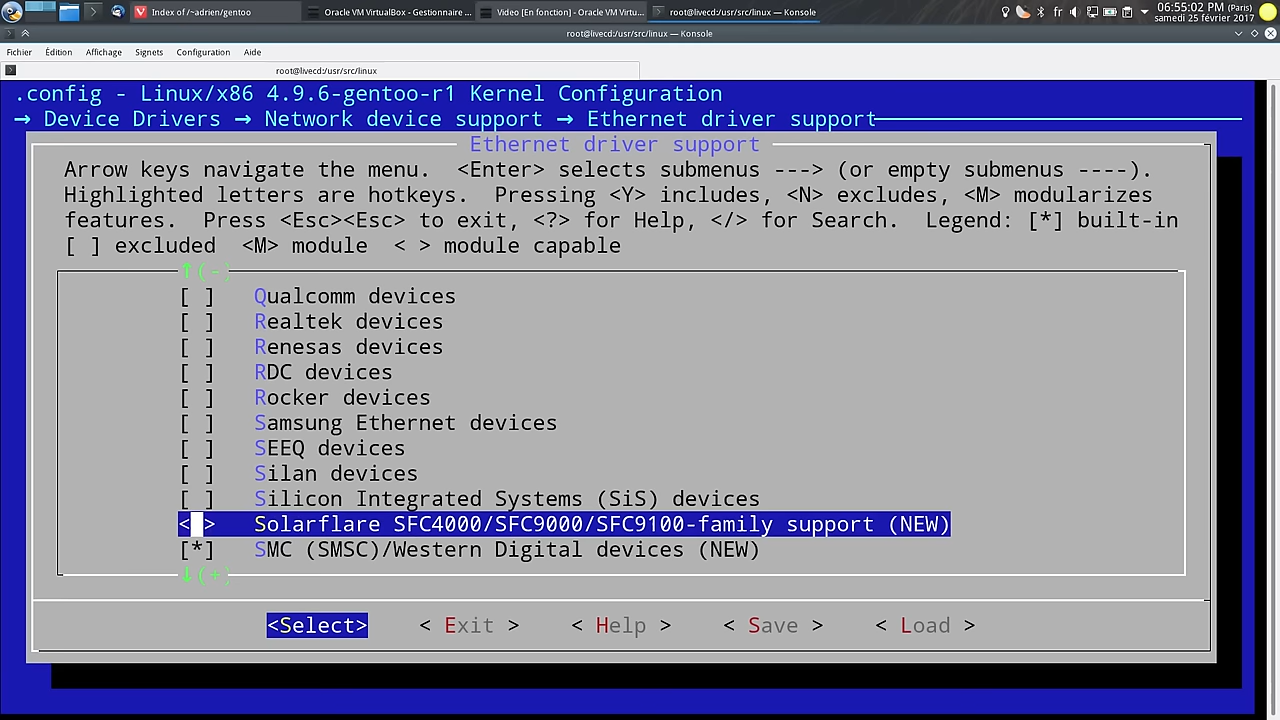 Index of /~adrien/gentoo
Oracle VM VirtualBox - Gestionnaire ...
Video [En fonction] - Oracle VM Virtu...
root@livecd:/usr/src/linux — Konsole
fr
06:55:02 PM (Paris)
samedi 25 février 2017
root@livecd:/usr/src/linux — Konsole
Fichier Édition Affichage Signets Configuration Aide
root@livecd:/usr/src/linux
.config - Linux/x86 4.9.6-gentoo-r1 Kernel Configuration
→ Device Drivers → Network device support → Ethernet driver support
Ethernet driver support
Arrow keys navigate the menu. <Enter> selects submenus ---> (or empty submenus ----).
Highlighted letters are hotkeys. Pressing <Y> includes, <N> excludes, <M> modularizes
features. Press <Esc><Esc> to exit, <?> for Help, </> for Search. Legend: [*] built-in
[ ] excluded <M> module < > module capable
↑(-)
[ ] Qualcomm devices
[ ] Realtek devices
[ ] Renesas devices
[ ] RDC devices
[ ] Rocker devices
[ ] Samsung Ethernet devices
[ ] SEEQ devices
[ ] Silan devices
[ ] Silicon Integrated Systems (SiS) devices
< > Solarflare SFC4000/SFC9000/SFC9100-family support (NEW)
[*] SMC (SMSC)/Western Digital devices (NEW)
↓(+)
<Select> < Exit > < Help > < Save > < Load >